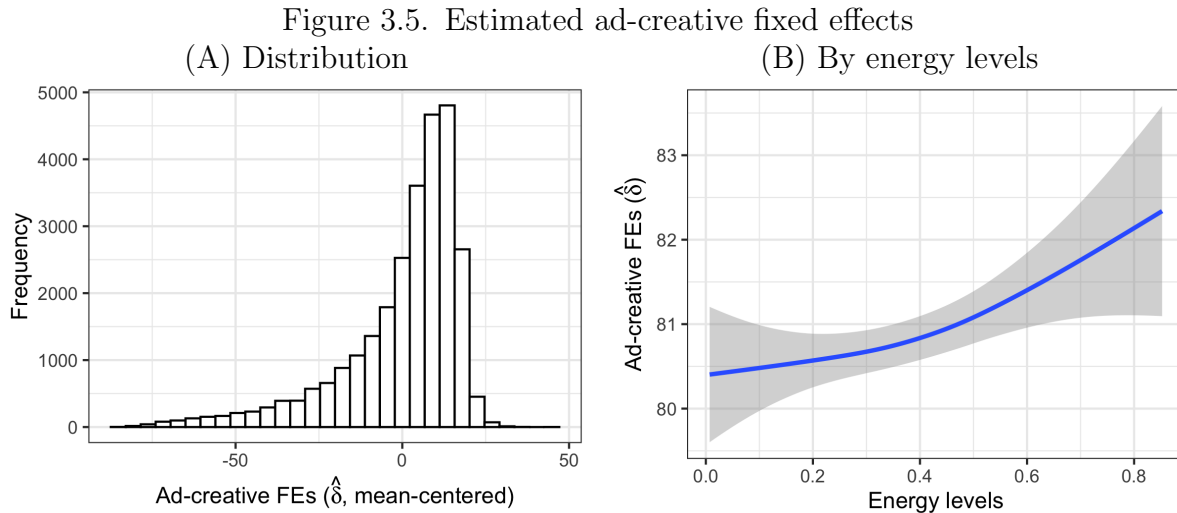 Figure 3.5. Estimated ad-creative fixed effects
(A) Distribution
(B) By energy levels
5000
4000
3000
2000
1000
0
Frequency
-50
0
50
Ad-creative FEs (δ̂, mean-centered)
83
82
81
80
Ad-creative FEs (δ̂)
0.0
0.2
0.4
0.6
0.8
Energy levels